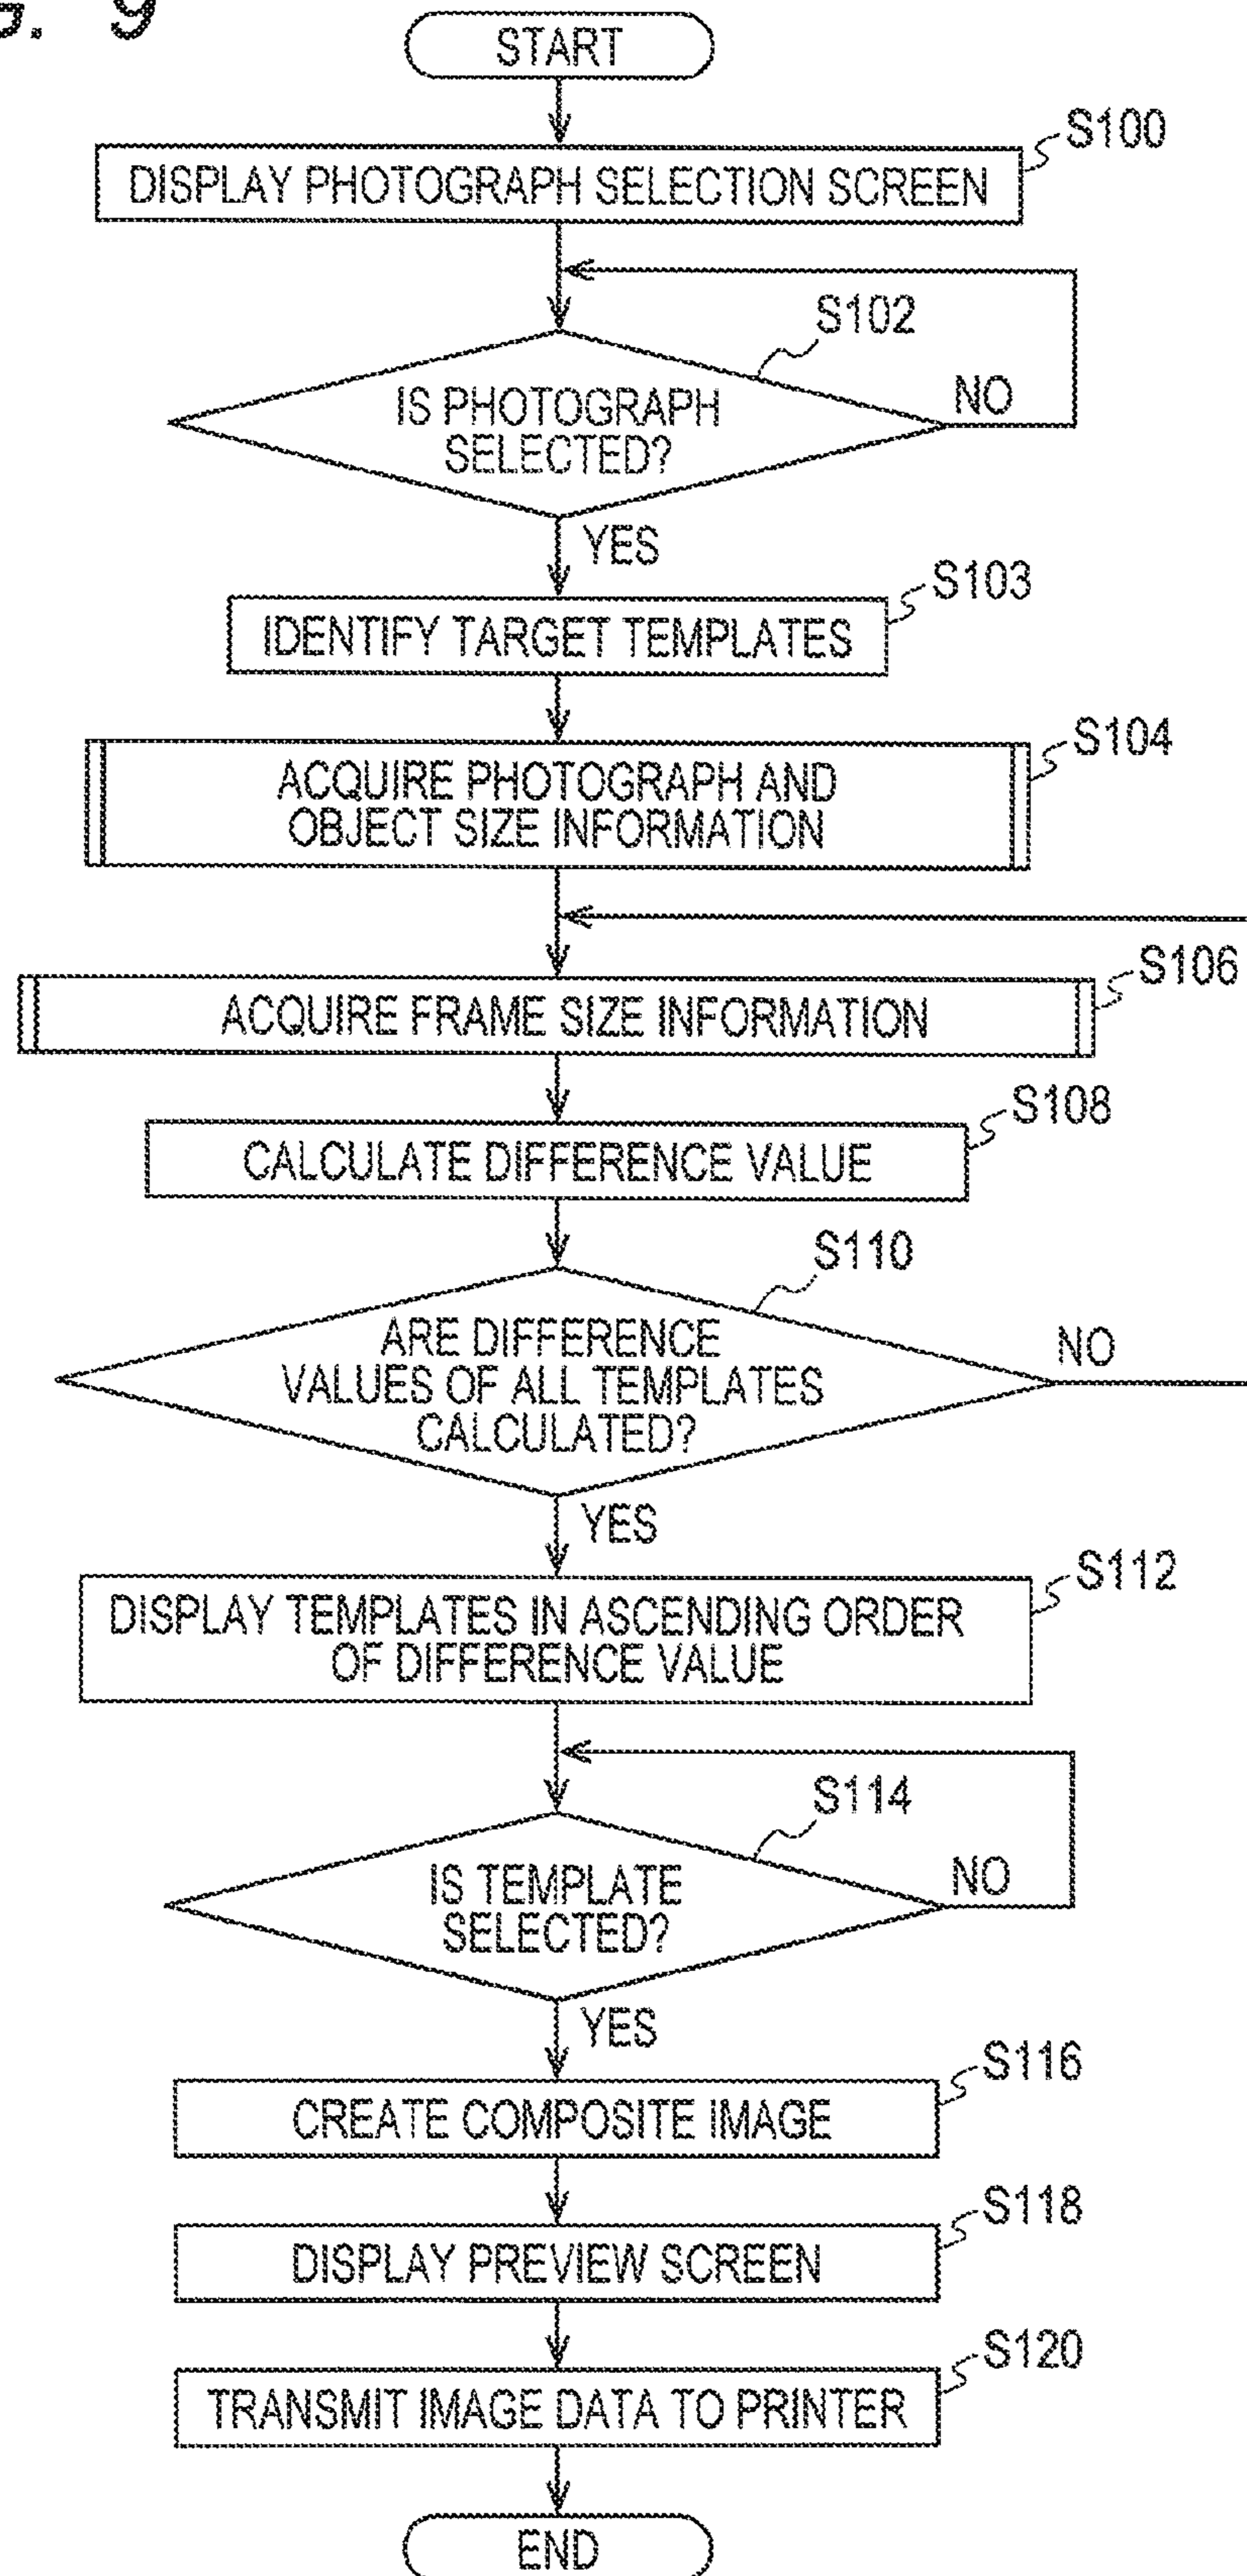 G. 9
START
S100
DISPLAY PHOTOGRAPH SELECTION SCREEN
S102
IS PHOTOGRAPH
SELECTED?
NO
YES
S103
IDENTIFY TARGET TEMPLATES
S104
ACQUIRE PHOTOGRAPH AND
OBJECT SIZE INFORMATION
S106
ACQUIRE FRAME SIZE INFORMATION
S108
CALCULATE DIFFERENCE VALUE
S110
ARE DIFFERENCE
VALUES OF ALL TEMPLATES
CALCULATED?
NO
YES
S112
DISPLAY TEMPLATES IN ASCENDING ORDER
OF DIFFERENCE VALUE
S114
IS TEMPLATE
SELECTED?
NO
YES
S116
CREATE COMPOSITE IMAGE
S118
DISPLAY PREVIEW SCREEN
S120
TRANSMIT IMAGE DATA TO PRINTER
END